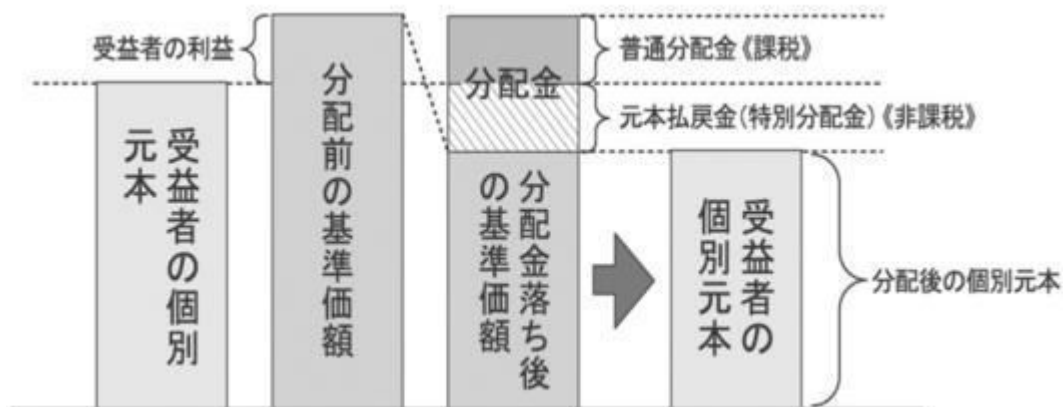 受益者の利益
受益者の個別
元本
分配前の基準価額
分配金
分配金落ち後
の基準価額
普通分配金《課税》
元本払戻金(特別分配金)《非課税》
受益者の
個別元本
分配後の個別元本